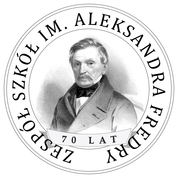 ZESPÓŁ SZKÓŁ IM. ALEKSANDRA FREDRY
70 LAT